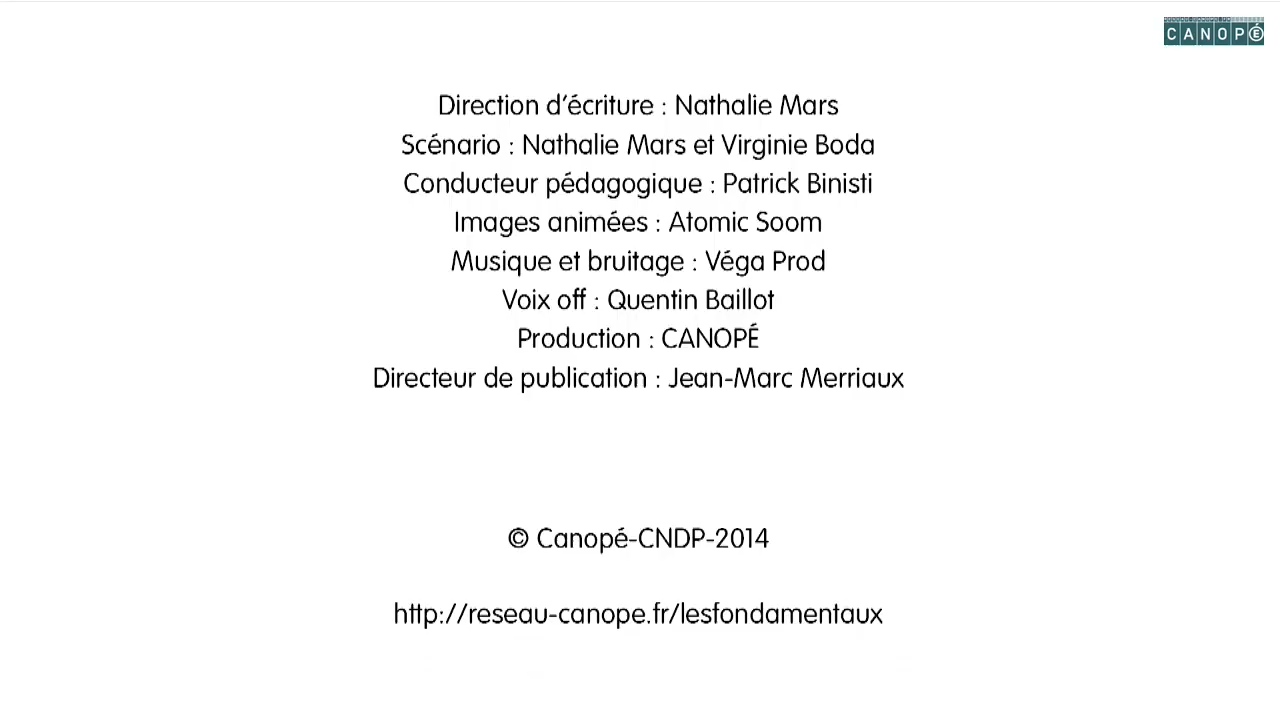 CANOPÉ
Direction d’écriture : Nathalie Mars
Scénario : Nathalie Mars et Virginie Boda
Conducteur pédagogique : Patrick Binisti
Images animées : Atomic Soom
Musique et bruitage : Véga Prod
Voix off : Quentin Baillot
Production : CANOPÉ
Directeur de publication : Jean-Marc Merriaux
© Canopé-CNDP-2014
http://reseau-canope.fr/lesfondamentaux